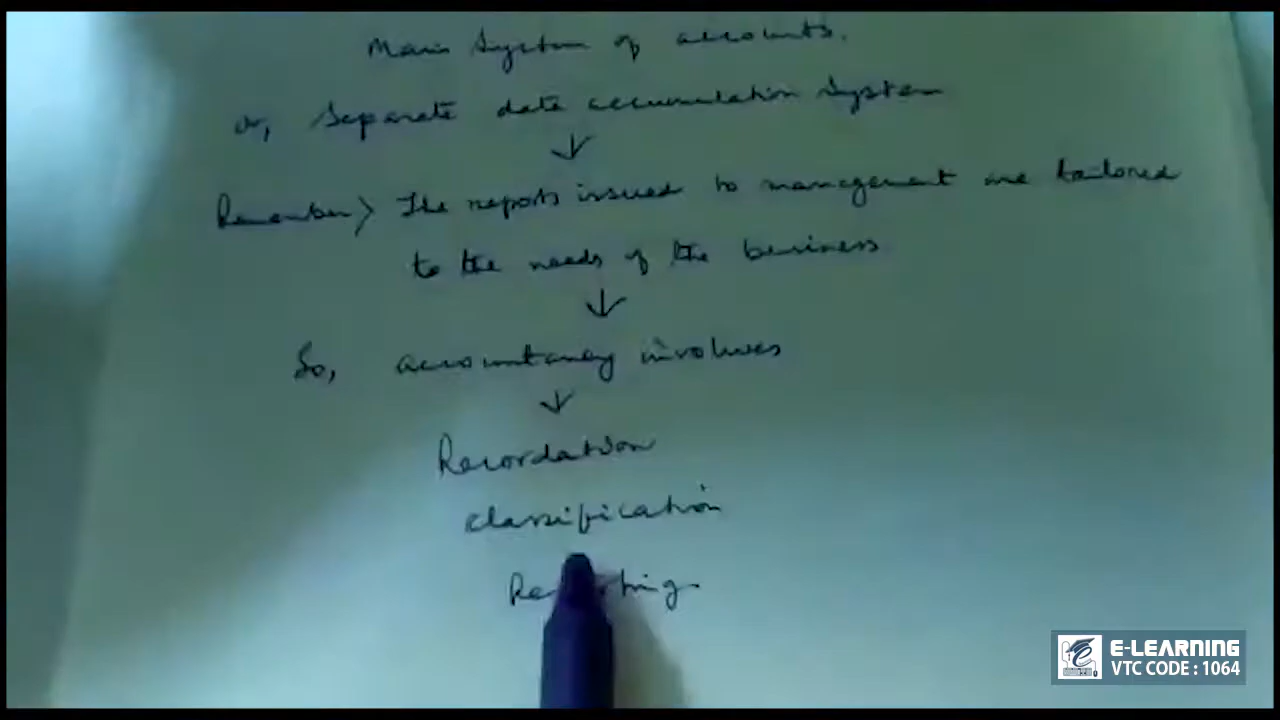 Main System of accounts.
or, Separate data accumulation System
↓
Remember> The reports issued to management are tailored
to the needs of the business
↓
So, accountancy involves
↓
Recordation
classification
Reporting
E-LEARNING
VTC CODE : 1064